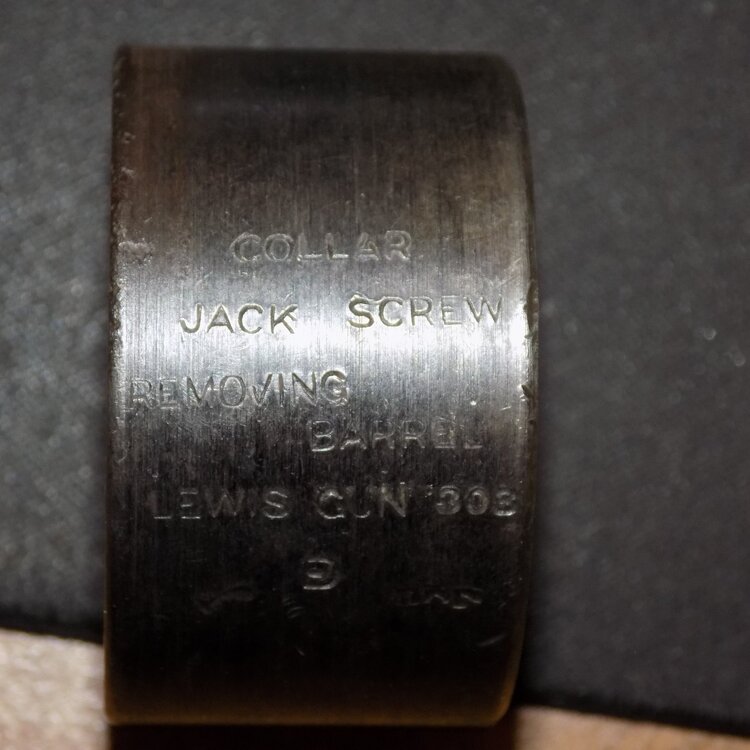 COLLAR
JACK SCREW
REMOVING
BARREL
LEWIS GUN 303